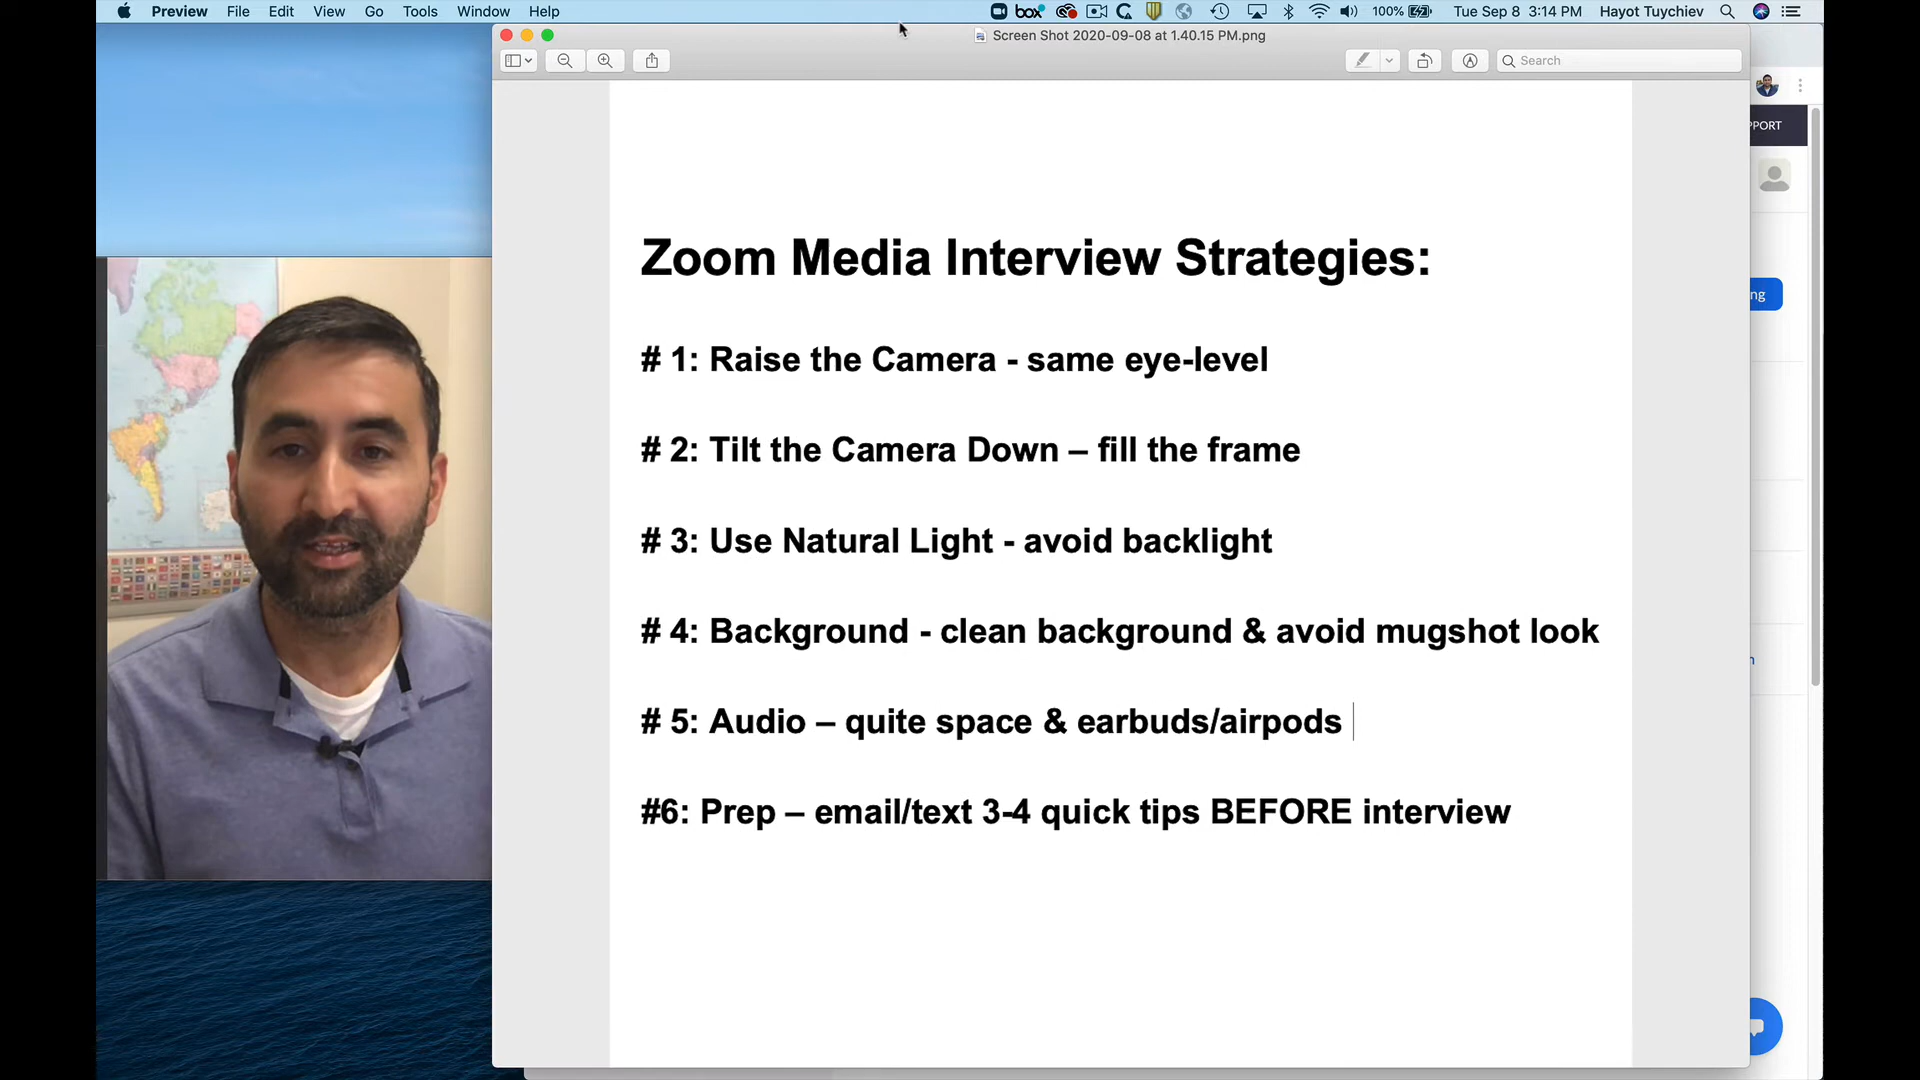 Preview File Edit View Go Tools Window Help
box 100% Tue Sep 8 3:14 PM Hayot Tuychiev
Screen Shot 2020-09-08 at 1.40.15 PM.png
Search
PPORT
Zoom Media Interview Strategies:
ng
# 1: Raise the Camera - same eye-level
# 2: Tilt the Camera Down – fill the frame
# 3: Use Natural Light - avoid backlight
# 4: Background - clean background & avoid mugshot look
# 5: Audio – quite space & earbuds/airpods
#6: Prep – email/text 3-4 quick tips BEFORE interview